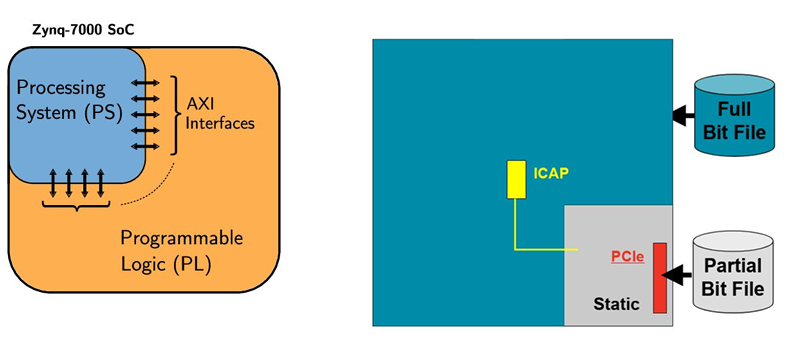 Zynq-7000 SoC
Processing
System (PS)
AXI
Interfaces
Programmable
Logic (PL)
ICAP
PCIe
Static
Full
Bit File
Partial
Bit File